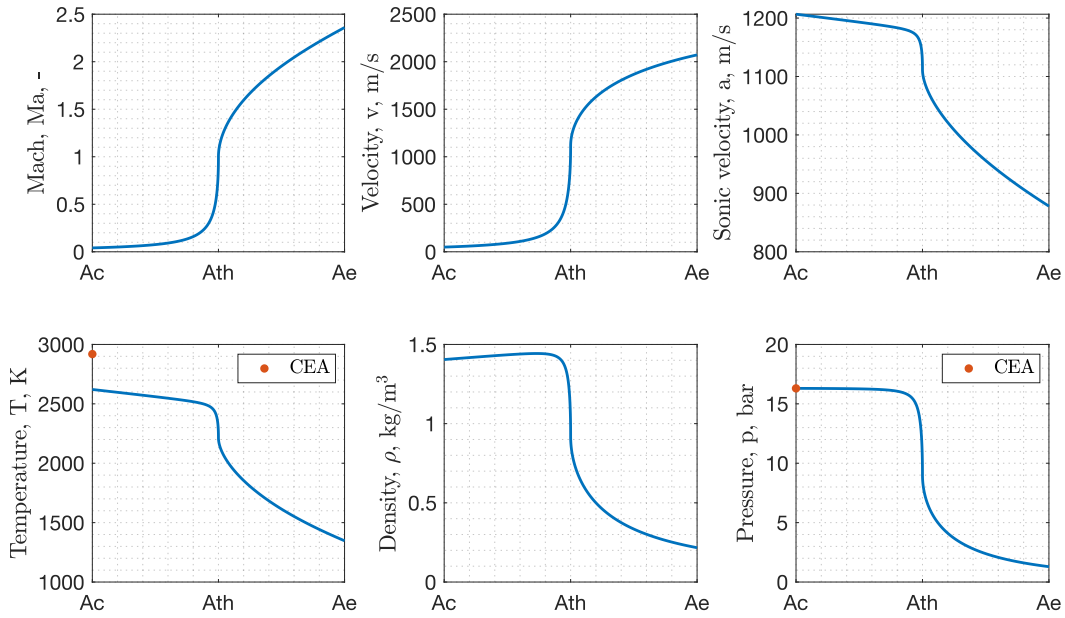 Mach, Ma, -
2.5
2
1.5
1
0.5
0
Ac Ath Ae
Velocity, v, m/s
2500
2000
1500
1000
500
0
Ac Ath Ae
Sonic velocity, a, m/s
1200
1100
1000
900
800
Ac Ath Ae
Temperature, T, K
3000
2500
2000
1500
1000
Ac Ath Ae
CEA
Density, ρ, kg/m³
1.5
1
0.5
0
Ac Ath Ae
Pressure, p, bar
20
15
10
5
0
Ac Ath Ae
CEA